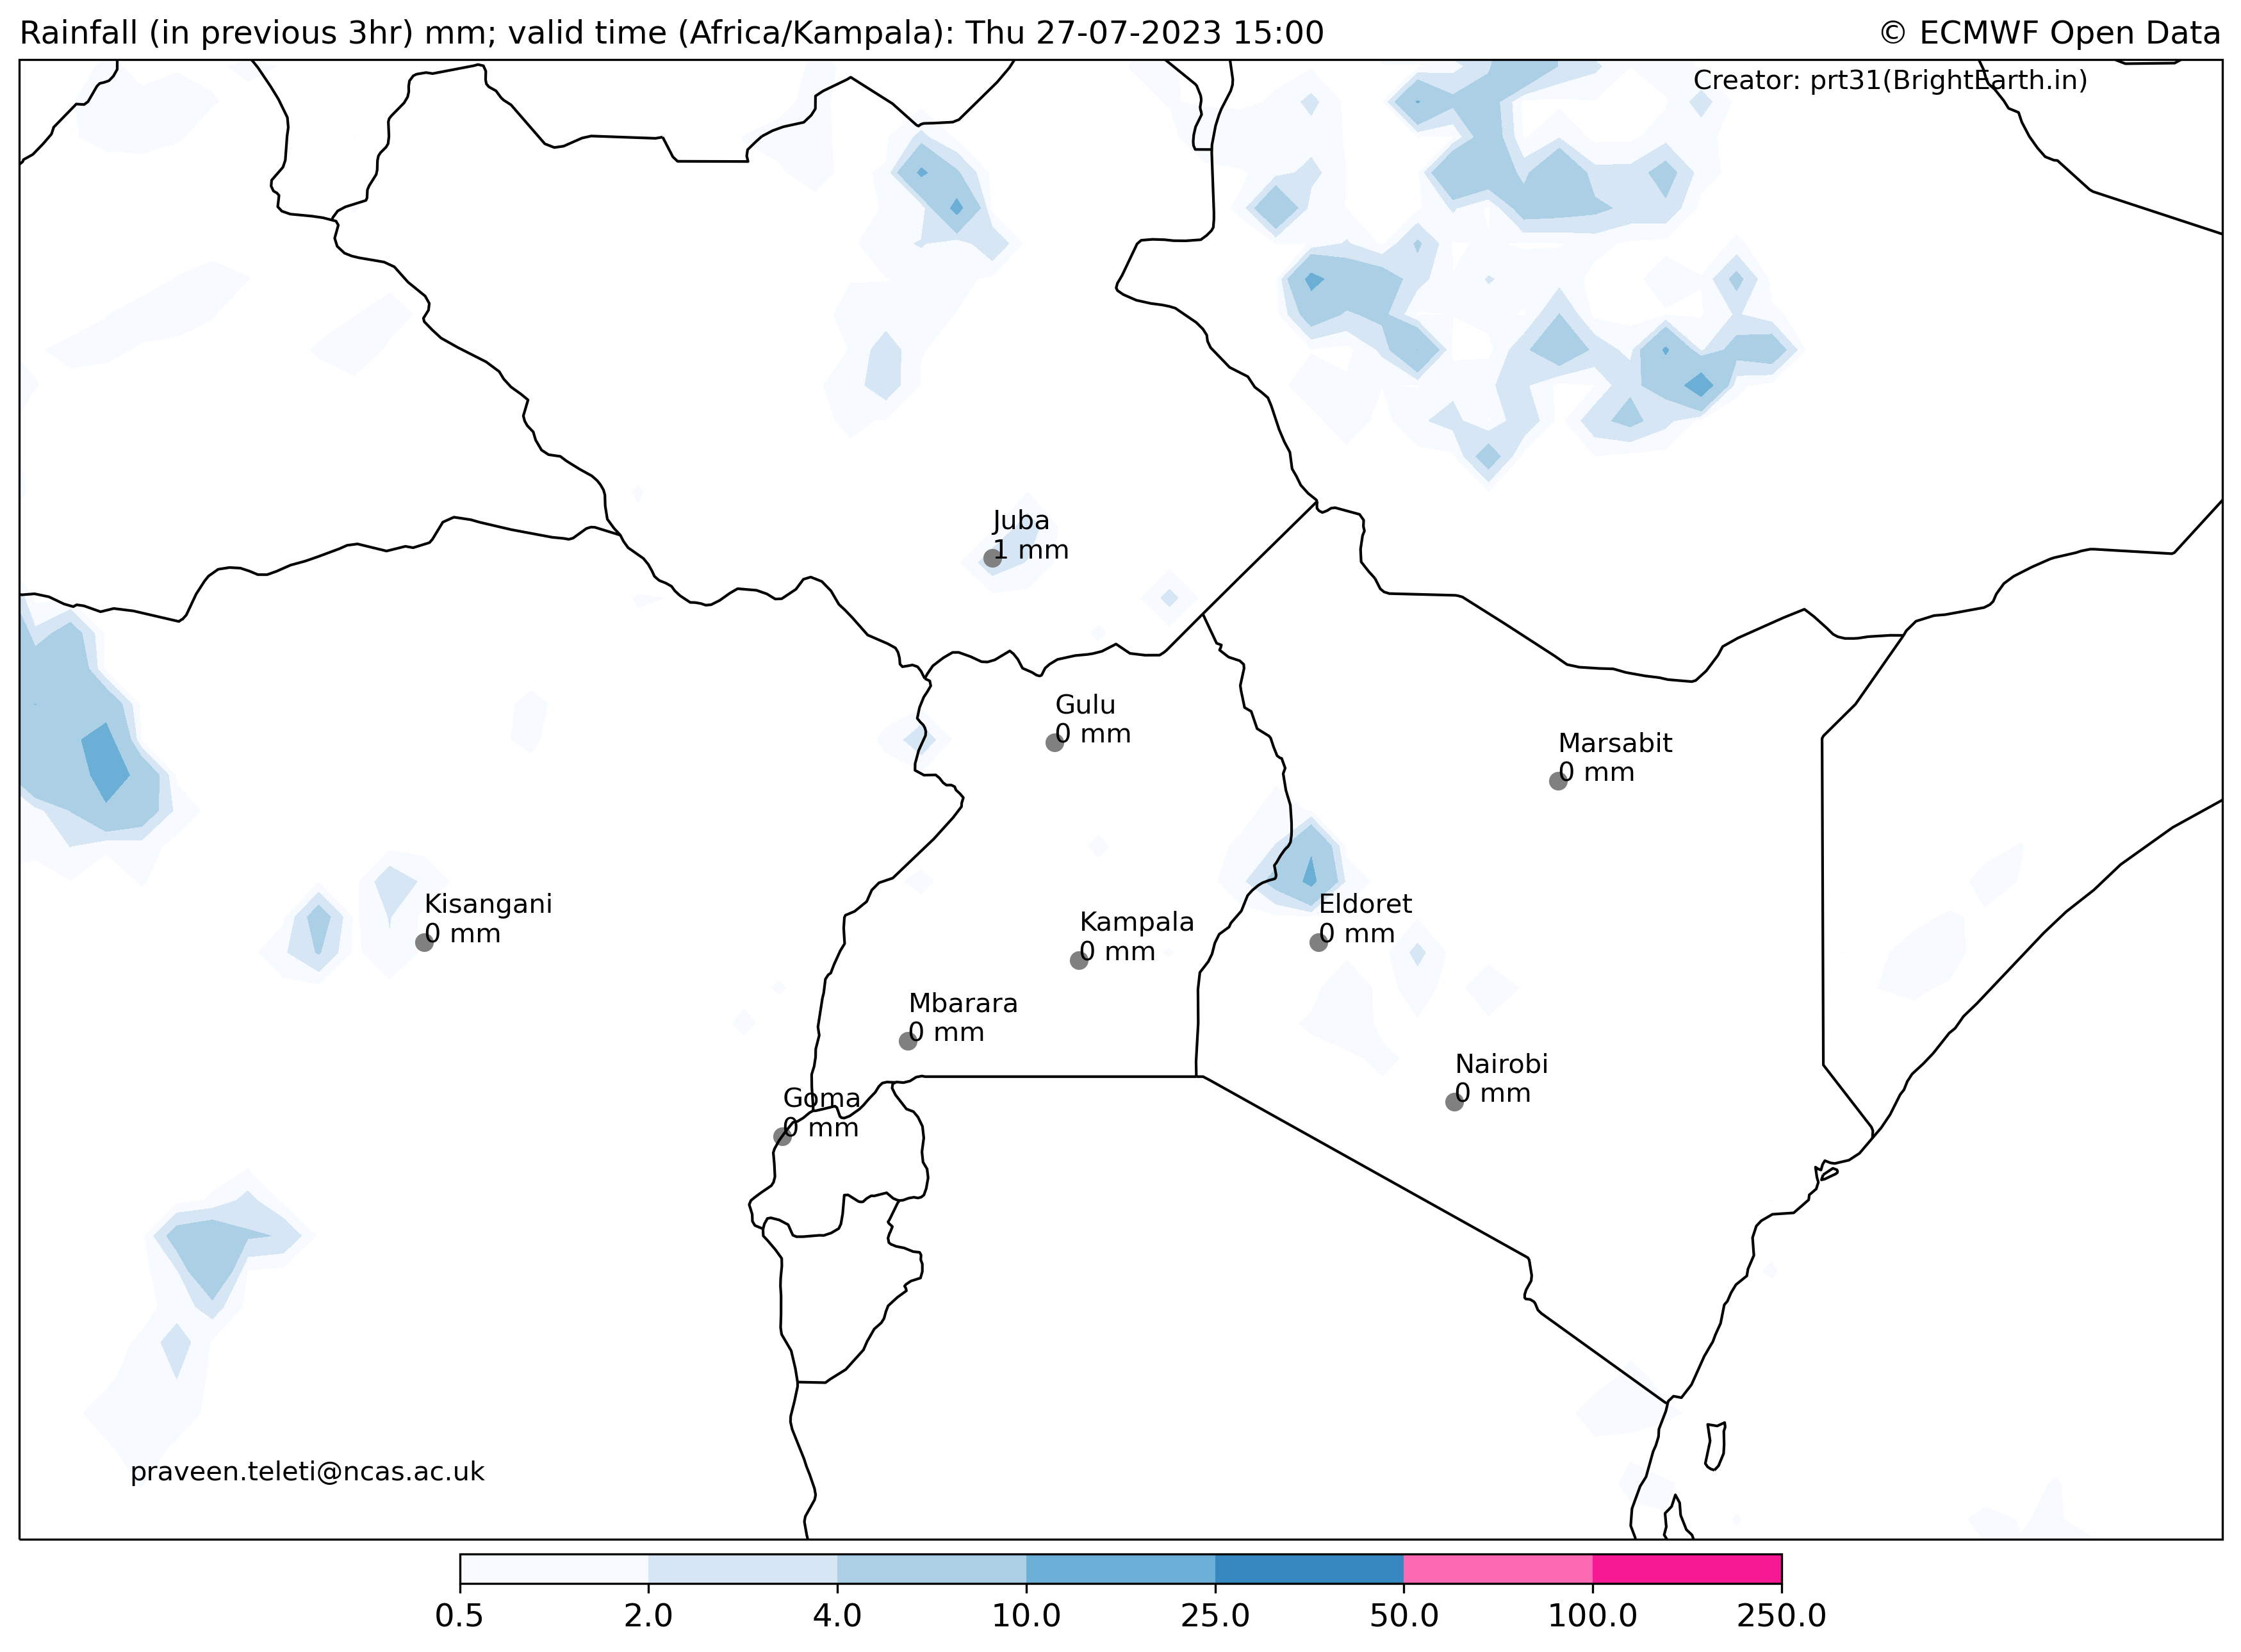 Rainfall (in previous 3hr) mm; valid time (Africa/Kampala): Thu 27-07-2023 15:00
© ECMWF Open Data
Creator: prt31(BrightEarth.in)
Juba
1 mm
Gulu
0 mm
Marsabit
0 mm
Kisangani
0 mm
Eldoret
0 mm
Kampala
0 mm
Mbarara
0 mm
Nairobi
0 mm
Goma
0 mm
praveen.teleti@ncas.ac.uk
0.5 2.0 4.0 10.0 25.0 50.0 100.0 250.0